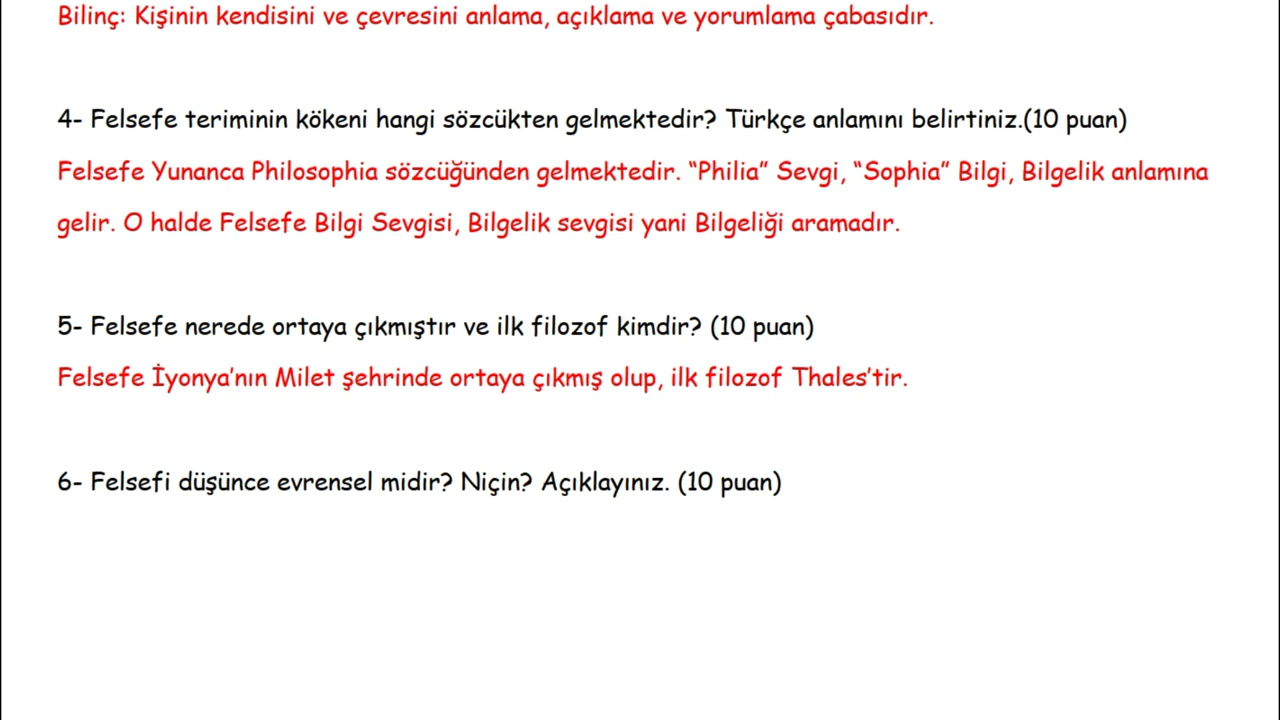 Bilinç: Kişinin kendisini ve çevresini anlama, açıklama ve yorumlama çabasıdır.
4- Felsefe teriminin kökeni hangi sözcükten gelmektedir? Türkçe anlamını belirtiniz.(10 puan)
Felsefe Yunanca Philosophia sözcüğünden gelmektedir. “Philia” Sevgi, “Sophia” Bilgi, Bilgelik anlamına
gelir. O halde Felsefe Bilgi Sevgisi, Bilgelik sevgisi yani Bilgeliği aramadır.
5- Felsefe nerede ortaya çıkmıştır ve ilk filozof kimdir? (10 puan)
Felsefe İyonya’nın Milet şehrinde ortaya çıkmış olup, ilk filozof Thales’tir.
6- Felsefi düşünce evrensel midir? Niçin? Açıklayınız. (10 puan)